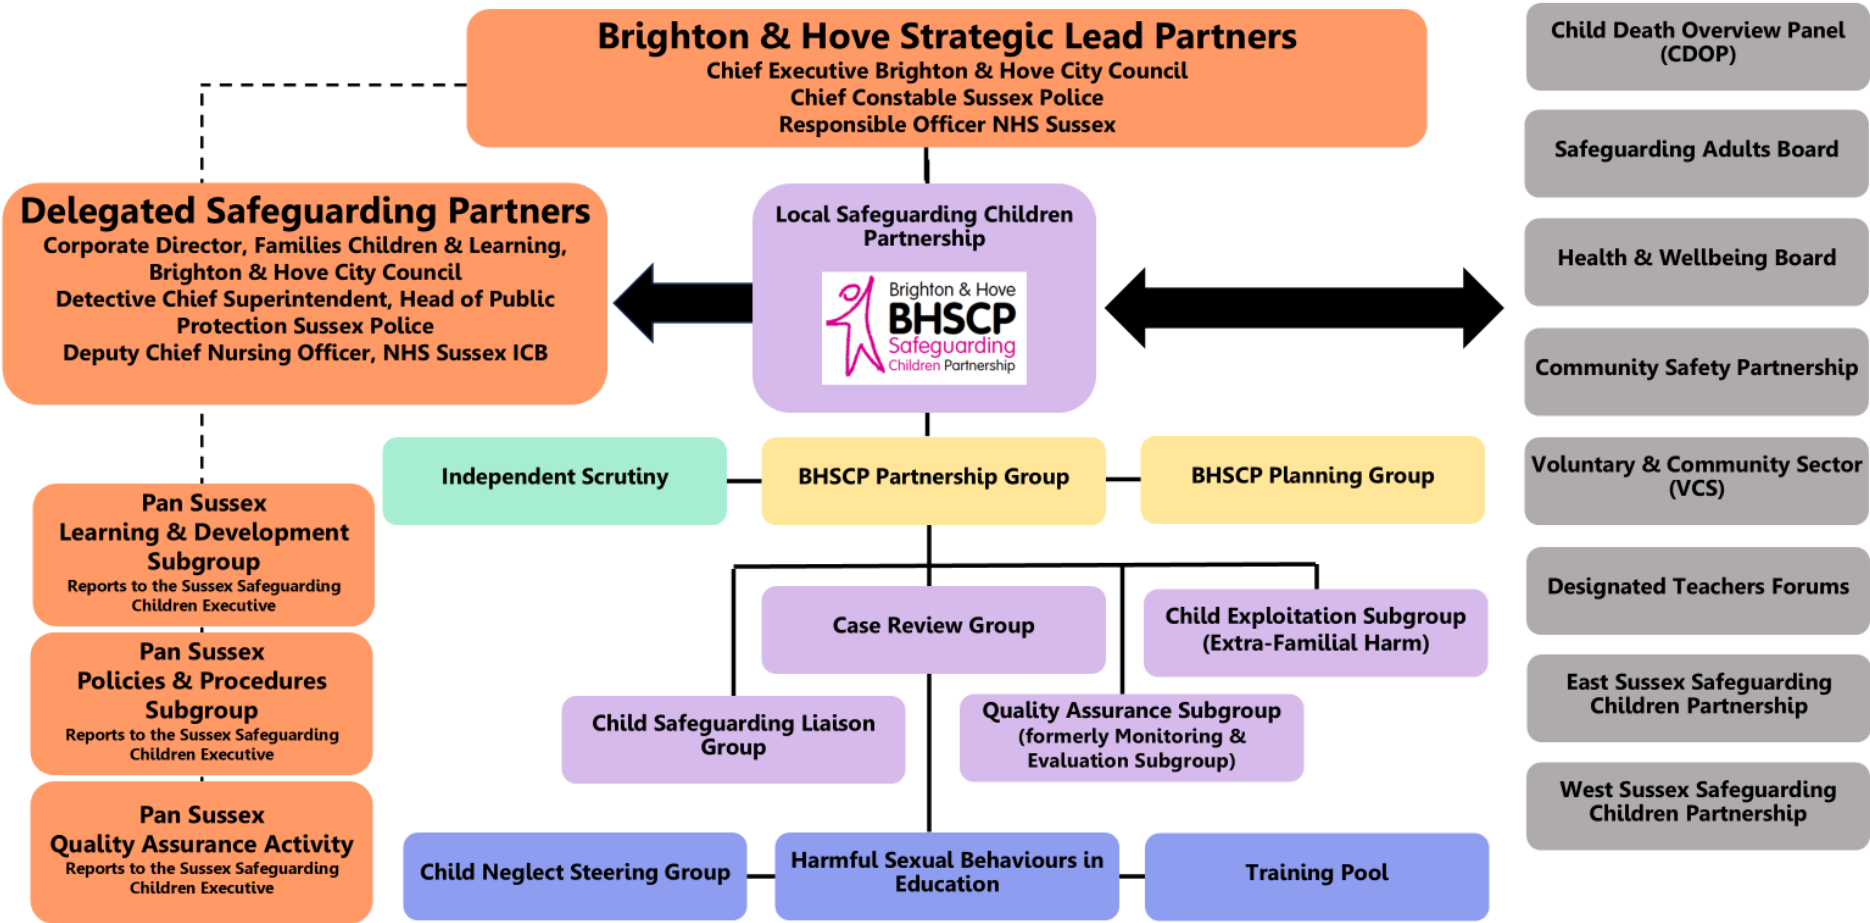 Brighton & Hove Strategic Lead Partners
Chief Executive Brighton & Hove City Council
Chief Constable Sussex Police
Responsible Officer NHS Sussex
Delegated Safeguarding Partners
Corporate Director, Families Children & Learning,
Brighton & Hove City Council
Detective Chief Superintendent, Head of Public
Protection Sussex Police
Deputy Chief Nursing Officer, NHS Sussex ICB
Local Safeguarding Children
Partnership
Brighton & Hove
BHSCP
Safeguarding
Children Partnership
Independent Scrutiny
BHSCP Partnership Group
BHSCP Planning Group
Pan Sussex
Learning & Development
Subgroup
Reports to the Sussex Safeguarding
Children Executive
Pan Sussex
Policies & Procedures
Subgroup
Reports to the Sussex Safeguarding
Children Executive
Pan Sussex
Quality Assurance Activity
Reports to the Sussex Safeguarding
Children Executive
Case Review Group
Child Exploitation Subgroup
(Extra-Familial Harm)
Child Safeguarding Liaison
Group
Quality Assurance Subgroup
(formerly Monitoring &
Evaluation Subgroup)
Child Neglect Steering Group
Harmful Sexual Behaviours in
Education
Training Pool
Child Death Overview Panel
(CDOP)
Safeguarding Adults Board
Health & Wellbeing Board
Community Safety Partnership
Voluntary & Community Sector
(VCS)
Designated Teachers Forums
East Sussex Safeguarding
Children Partnership
West Sussex Safeguarding
Children Partnership